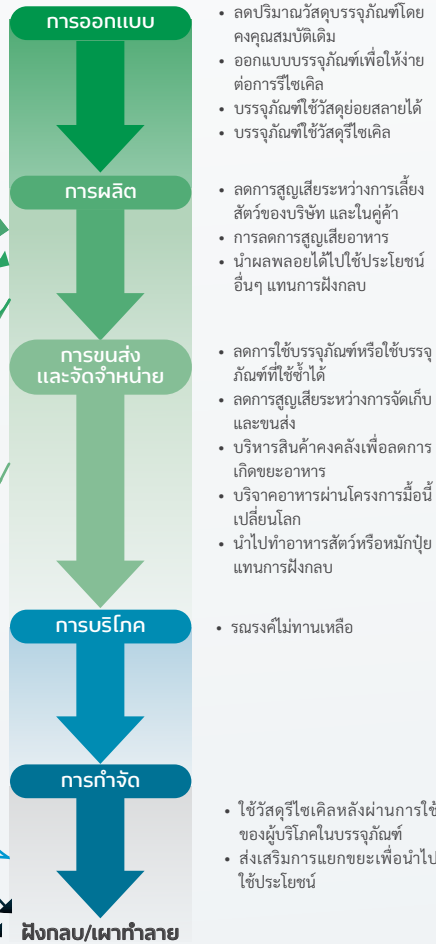 การออกแบบ
• ลดปริมาณวัสดุบรรจุภัณฑ์โดย
คงคุณสมบัติเดิม
• ออกแบบบรรจุภัณฑ์เพื่อให้ง่าย
ต่อการรีไซเคิล
• บรรจุภัณฑ์ใช้วัสดุย่อยสลายได้
• บรรจุภัณฑ์ใช้วัสดุรีไซเคิล
การผลิต
• ลดการสูญเสียระหว่างการเลี้ยง
สัตว์ของบริษัท และในคู่ค้า
• การลดการสูญเสียอาหาร
• นำผลพลอยได้ไปใช้ประโยชน์
อื่นๆ แทนการฝังกลบ
การขนส่ง
และจัดจำหน่าย
• ลดการใช้บรรจุภัณฑ์หรือใช้บรรจุ
ภัณฑ์ที่ใช้ซ้ำได้
• ลดการสูญเสียระหว่างการจัดเก็บ
และขนส่ง
• บริหารสินค้าคงคลังเพื่อลดการ
เกิดขยะอาหาร
• บริจาคอาหารผ่านโครงการมื้อนี้
เปลี่ยนโลก
• นำไปทำอาหารสัตว์หรือหมักปุ๋ย
แทนการฝังกลบ
การบริโภค
• รณรงค์ไม่ทานเหลือ
การกำจัด
• ใช้วัสดุรีไซเคิลหลังผ่านการใช้
ของผู้บริโภคในบรรจุภัณฑ์
• ส่งเสริมการแยกขยะเพื่อนำไป
ใช้ประโยชน์
ฝังกลบ/เผาทำลาย